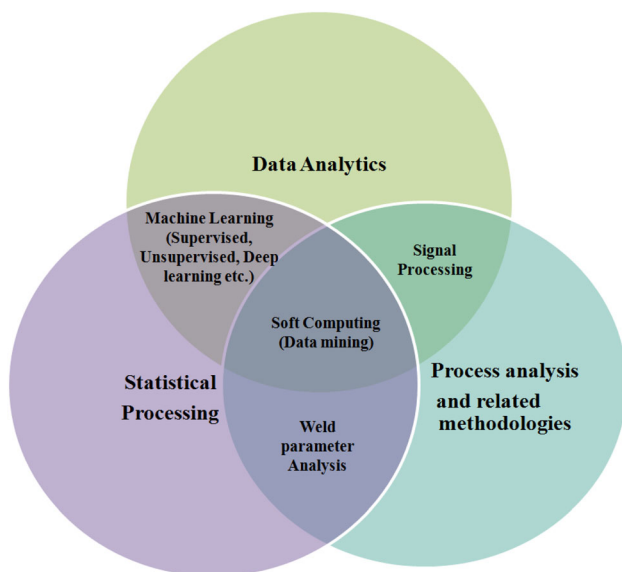 Data Analytics
Machine Learning
(Supervised,
Unsupervised, Deep
learning etc.)
Signal
Processing
Soft Computing
(Data mining)
Statistical
Processing
Process analysis
and related
methodologies
Weld
parameter
Analysis